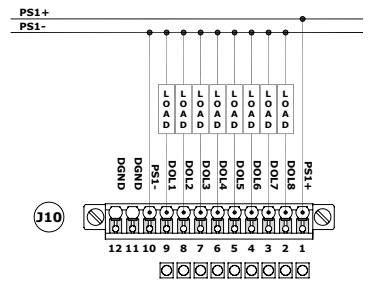 PS1+
PS1-
LOAD LOAD LOAD LOAD LOAD LOAD LOAD LOAD
DGND DGND PS1- DOL1 DOL2 DOL3 DOL4 DOL5 DOL6 DOL7 DOL8 PS1+
J10
12 11 10 9 8 7 6 5 4 3 2 1